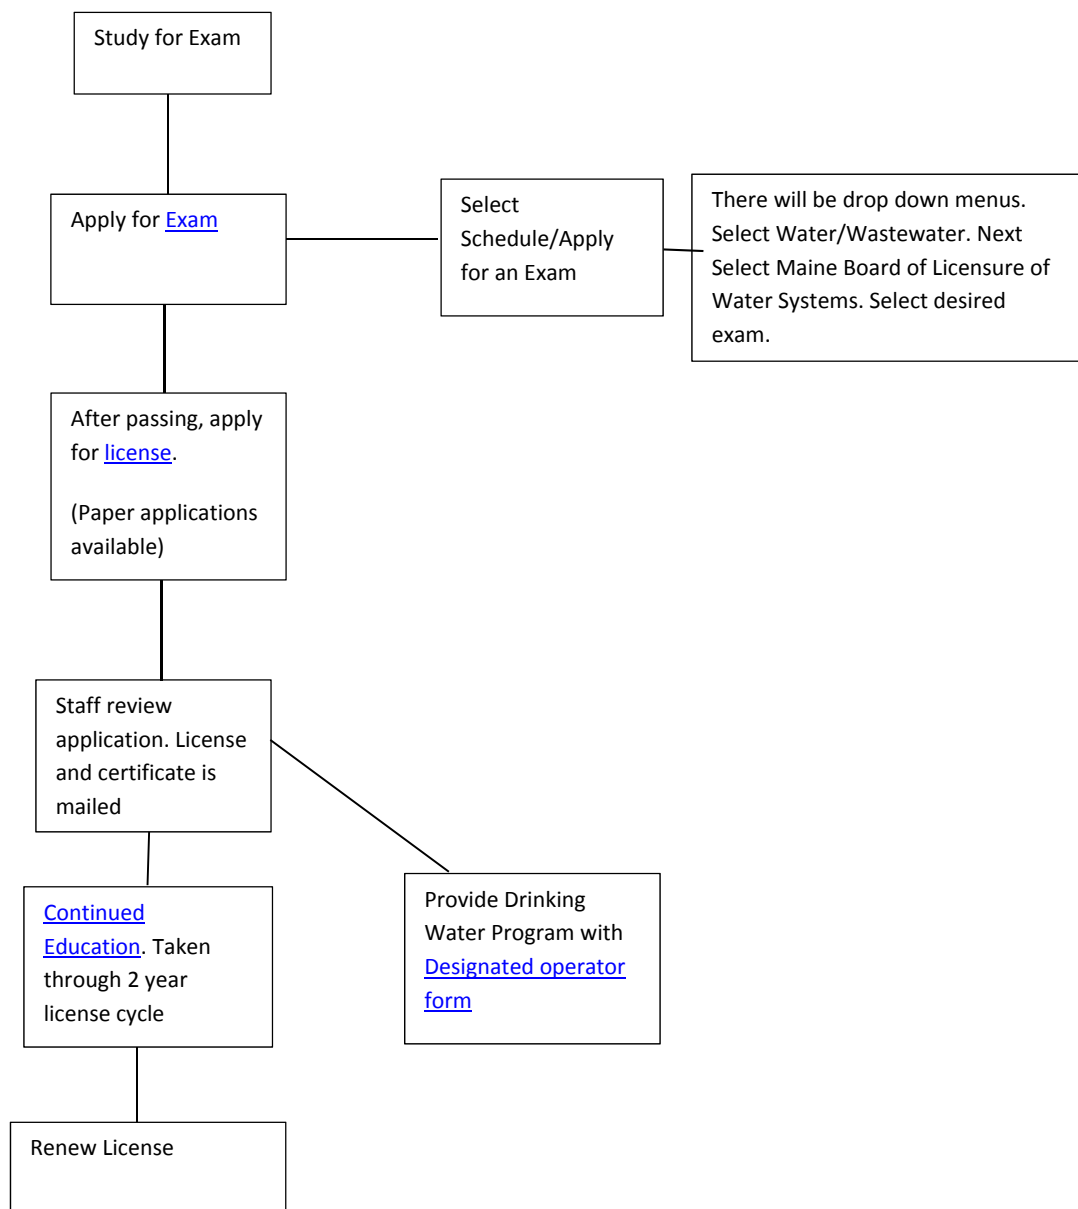 Study for Exam
Apply for Exam
Select
Schedule/Apply
for an Exam
There will be drop down menus.
Select Water/Wastewater. Next
Select Maine Board of Licensure of
Water Systems. Select desired
exam.
After passing, apply
for license.
(Paper applications
available)
Staff review
application. License
and certificate is
mailed
Continued
Education. Taken
through 2 year
license cycle
Provide Drinking
Water Program with
Designated operator
form
Renew License